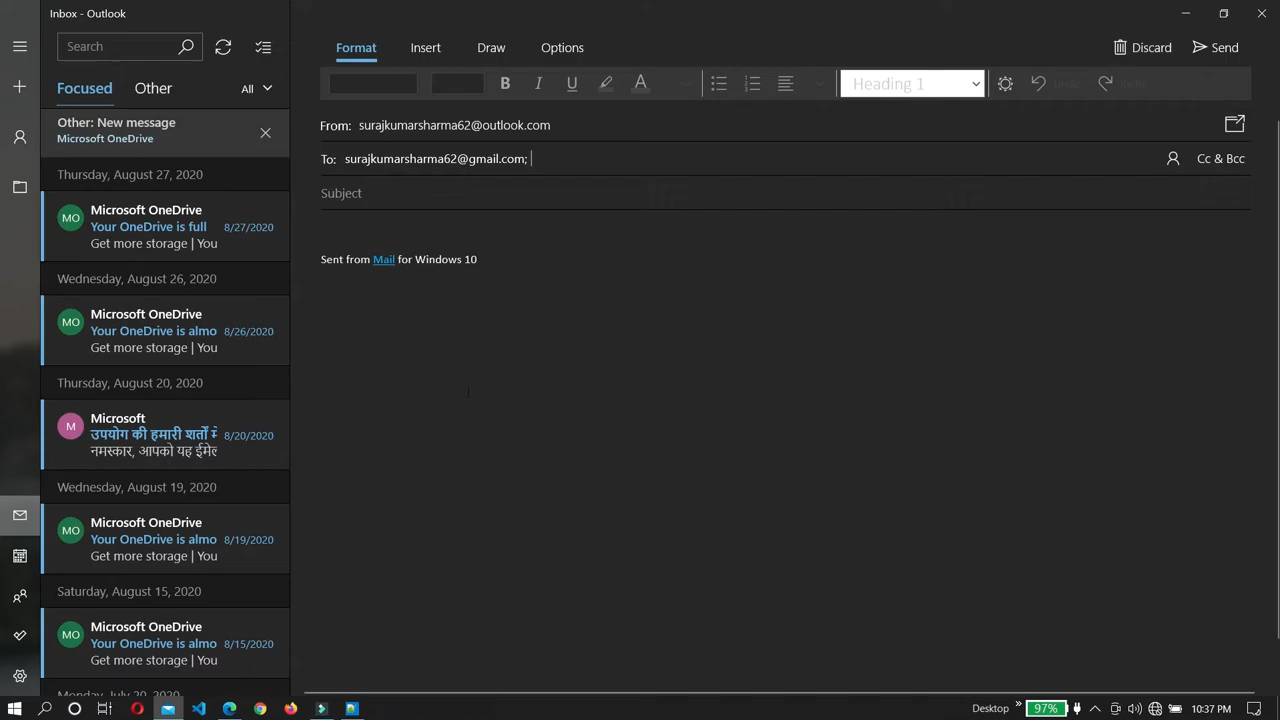 Inbox - Outlook
Search
Focused
Other
All
Other: New message
Microsoft OneDrive
Thursday, August 27, 2020
MO
Microsoft OneDrive
Your OneDrive is full
8/27/2020
Get more storage | You
Wednesday, August 26, 2020
MO
Microsoft OneDrive
Your OneDrive is almo
8/26/2020
Get more storage | You
Thursday, August 20, 2020
M
Microsoft
उपयोग की हमारी शर्तों में
8/20/2020
नमस्कार, आपको यह ईमेल
Wednesday, August 19, 2020
MO
Microsoft OneDrive
Your OneDrive is almo
8/19/2020
Get more storage | You
Saturday, August 15, 2020
MO
Microsoft OneDrive
Your OneDrive is almo
8/15/2020
Get more storage | You
Monday, July 20, 2020
Format
Insert
Draw
Options
Discard
Send
B
I
U
A
Heading 1
Undo
Redo
From: surajkumarsharma62@outlook.com
To: surajkumarsharma62@gmail.com;
Cc & Bcc
Subject
Sent from Mail for Windows 10
Desktop
97%
10:37 PM